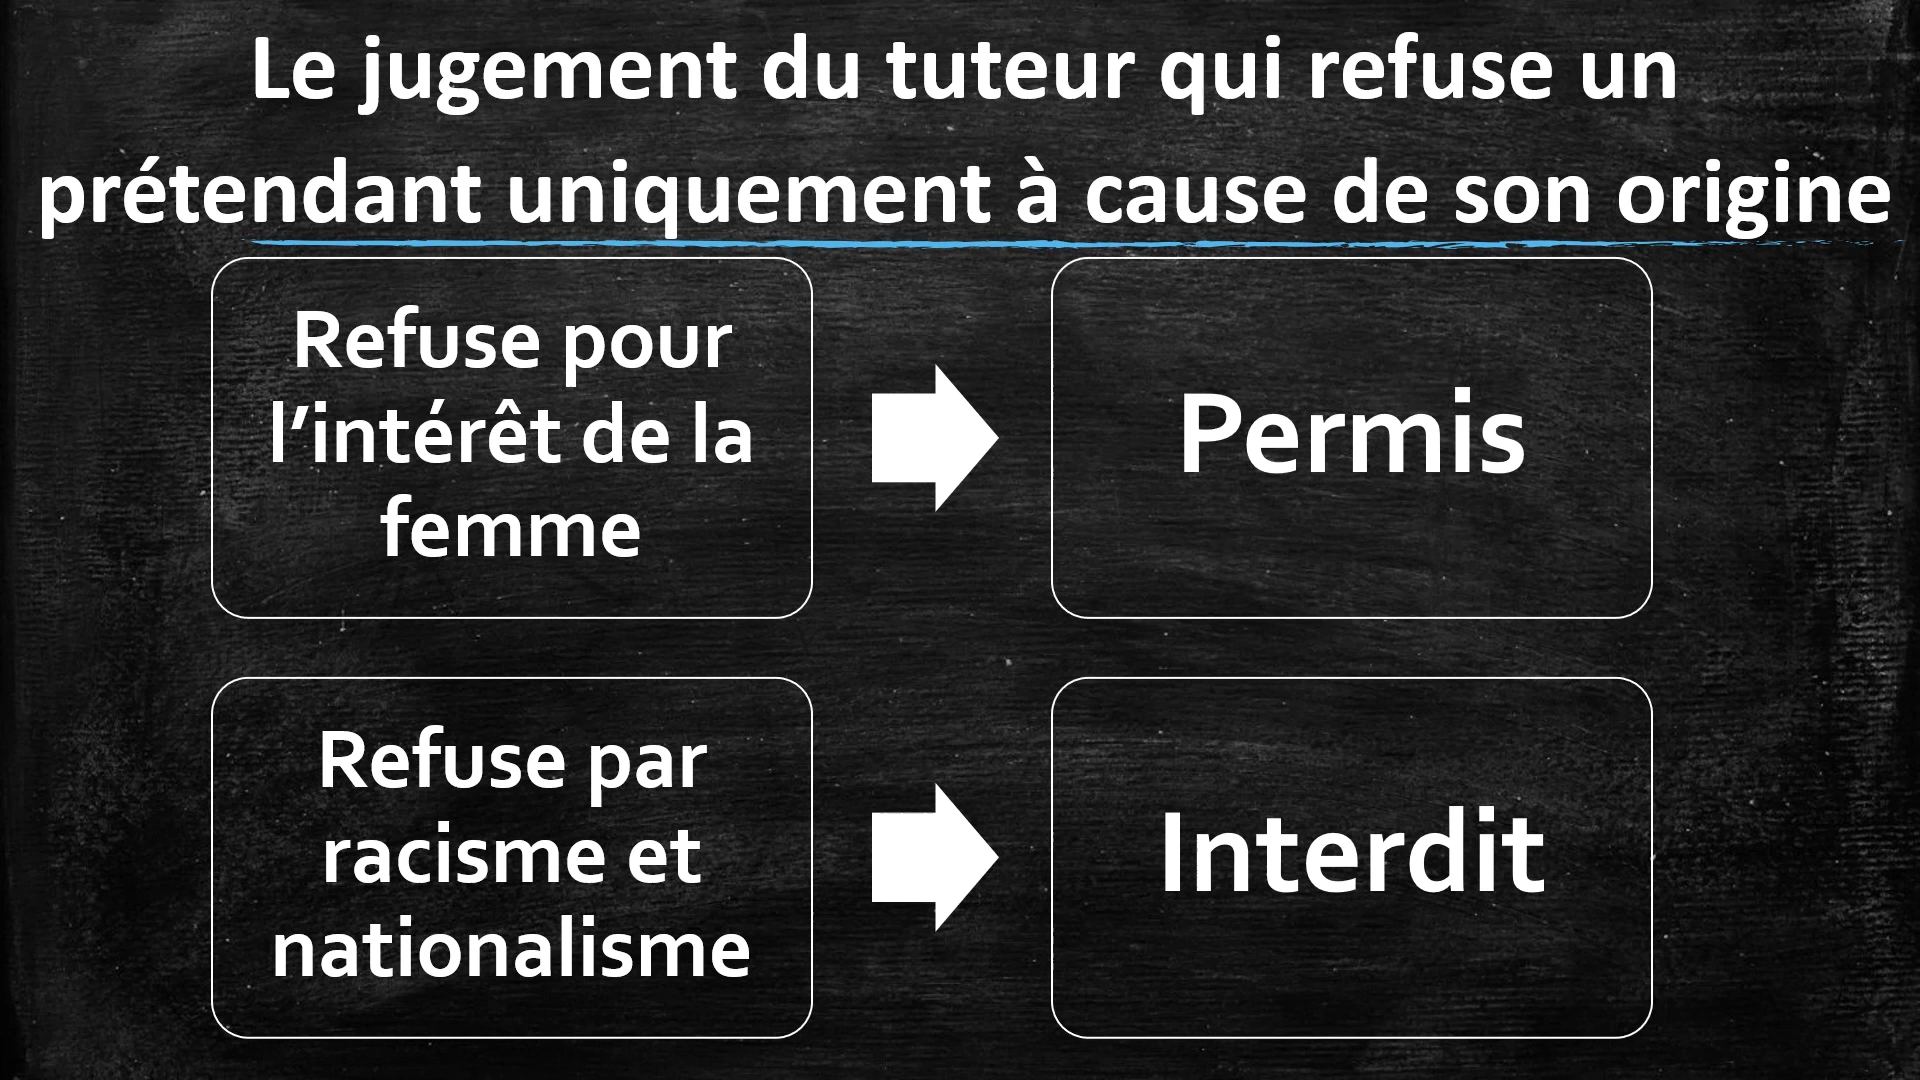 Le jugement du tuteur qui refuse un
prétendant uniquement à cause de son origine
Refuse pour
l’intérêt de la
femme
Permis
Refuse par
racisme et
nationalisme
Interdit